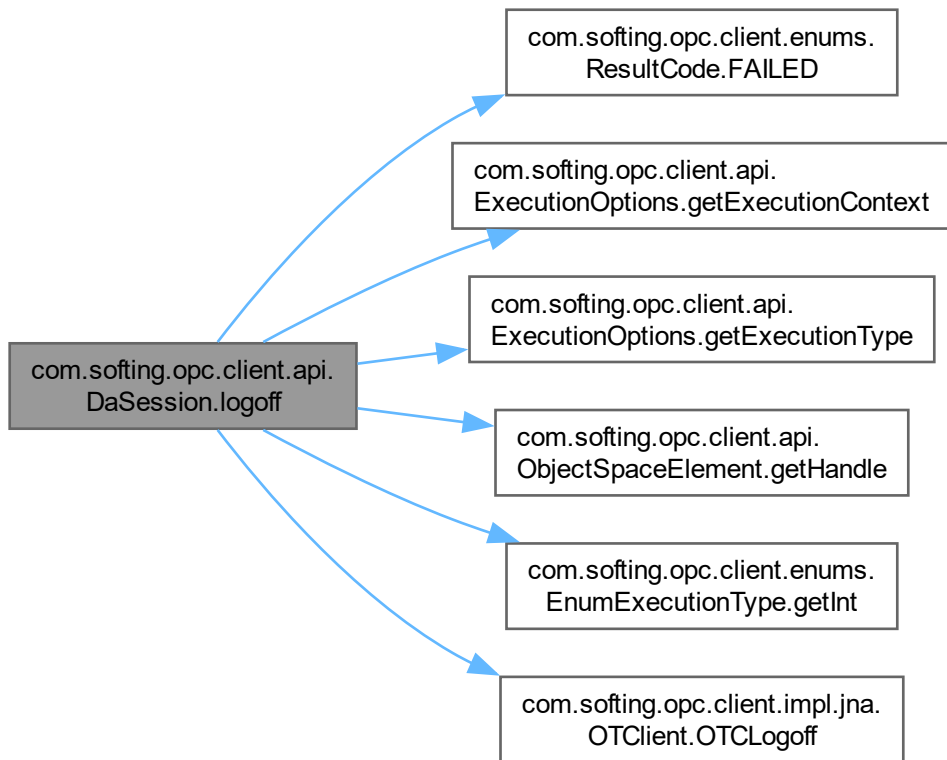 com.softing.opc.client.enums.
ResultCode.FAILED
com.softing.opc.client.api.
ExecutionOptions.getExecutionContext
com.softing.opc.client.api.
ExecutionOptions.getExecutionType
com.softing.opc.client.api.
DaSession.logoff
com.softing.opc.client.api.
ObjectSpaceElement.getHandle
com.softing.opc.client.enums.
EnumExecutionType.getInt
com.softing.opc.client.impl.jna.
OTClient.OTCLogoff